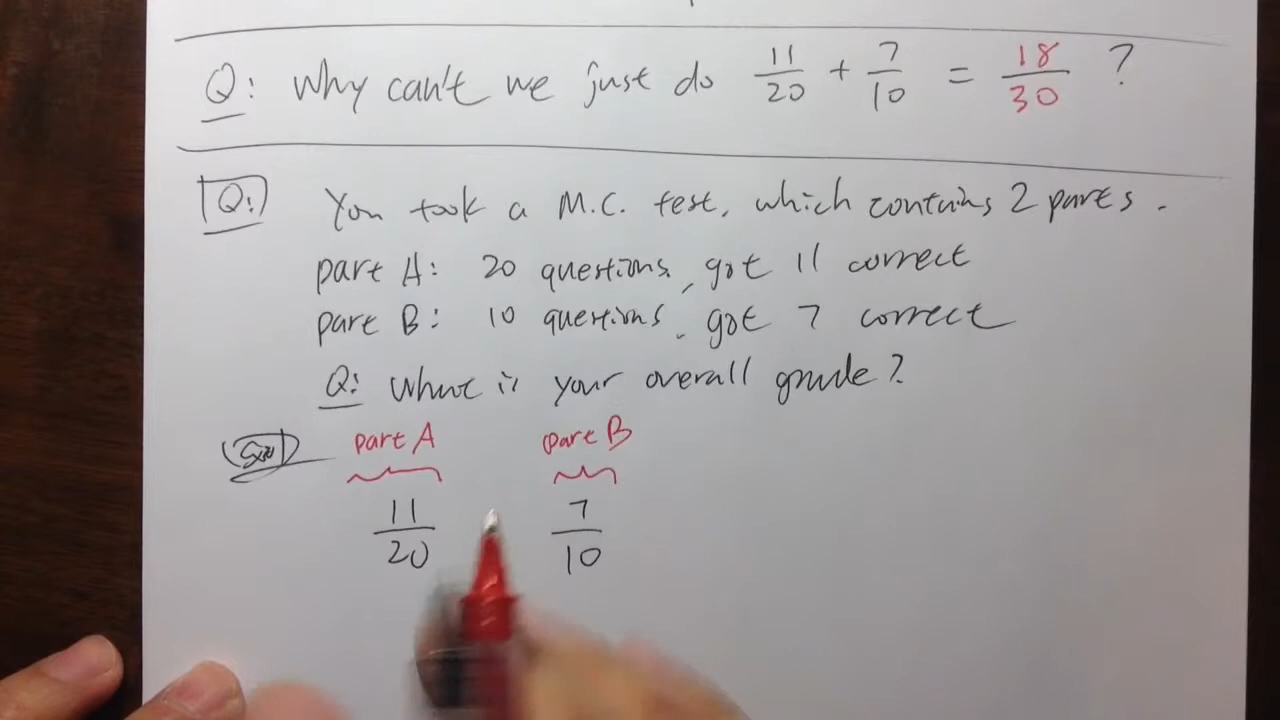 Q: Why can't we just do 11/20 + 7/10 = 18/30 ?
Q: You took a M.C. test, which contains 2 parts.
part A: 20 questions, got 11 correct
part B: 10 questions, got 7 correct
Q: What is your overall grade?
part A part B
11/20 7/10